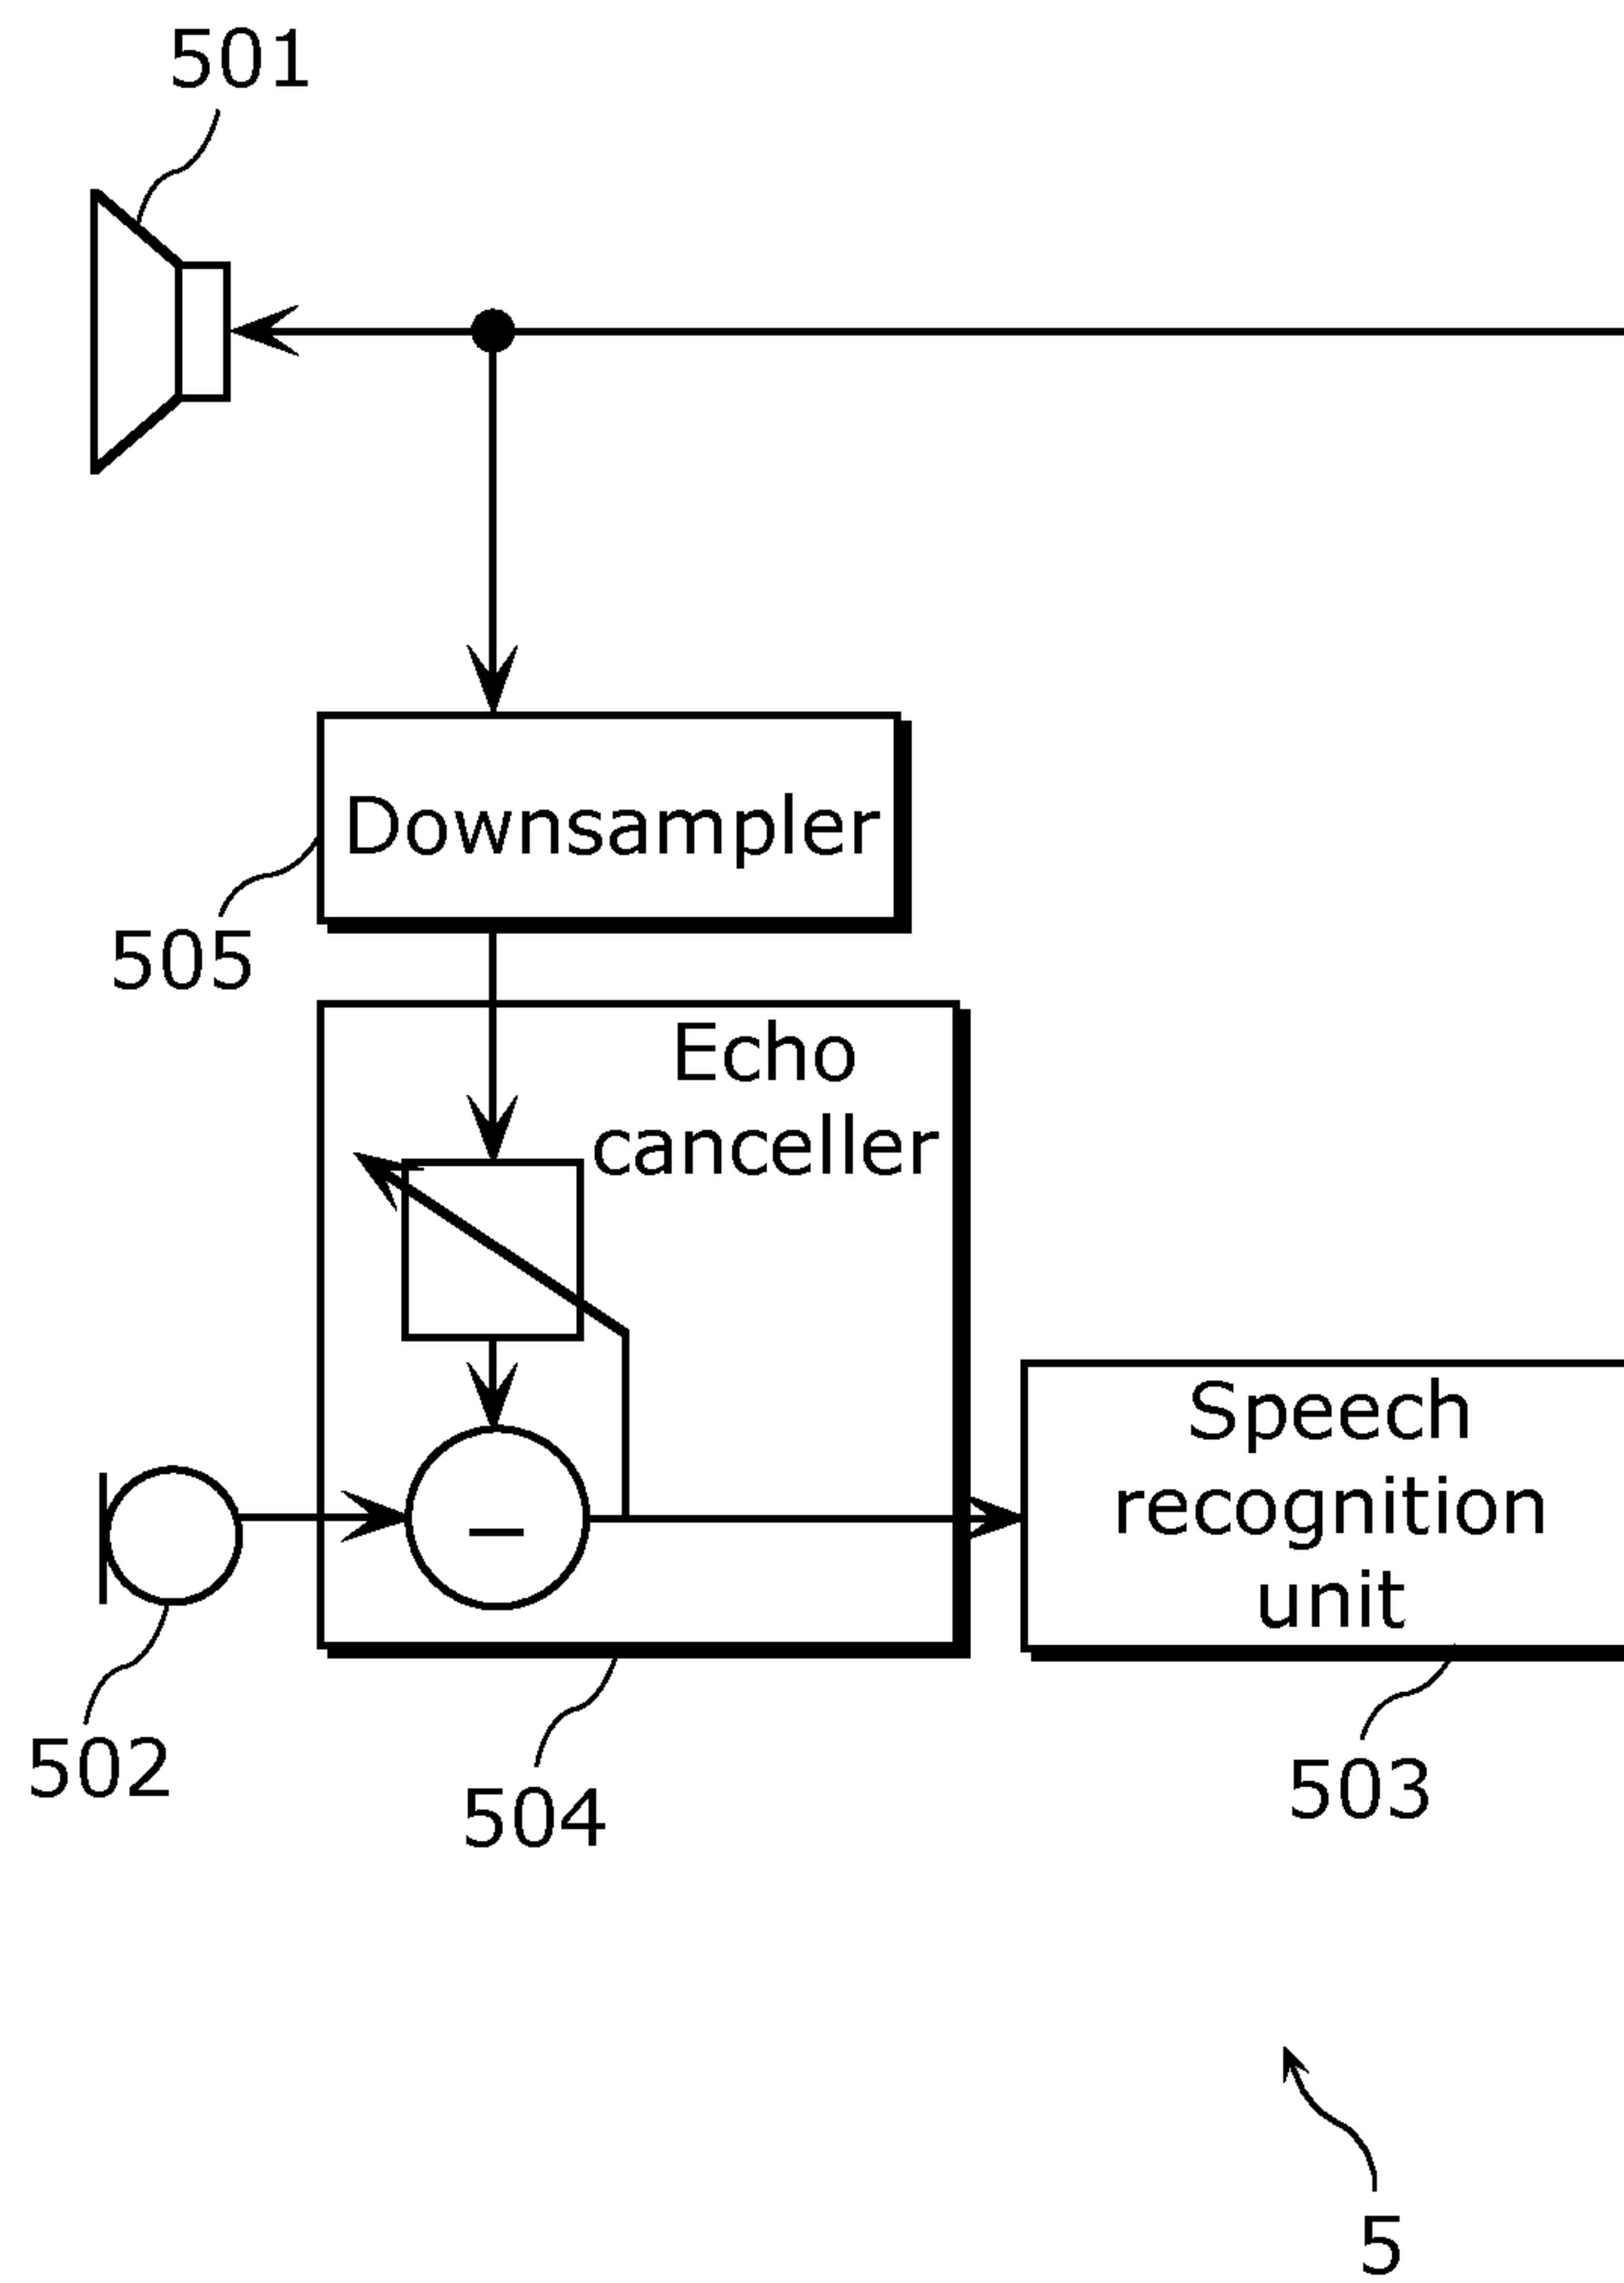 501
Downsampler
505
Echo
canceller
Speech
recognition
unit
502
504
503
5